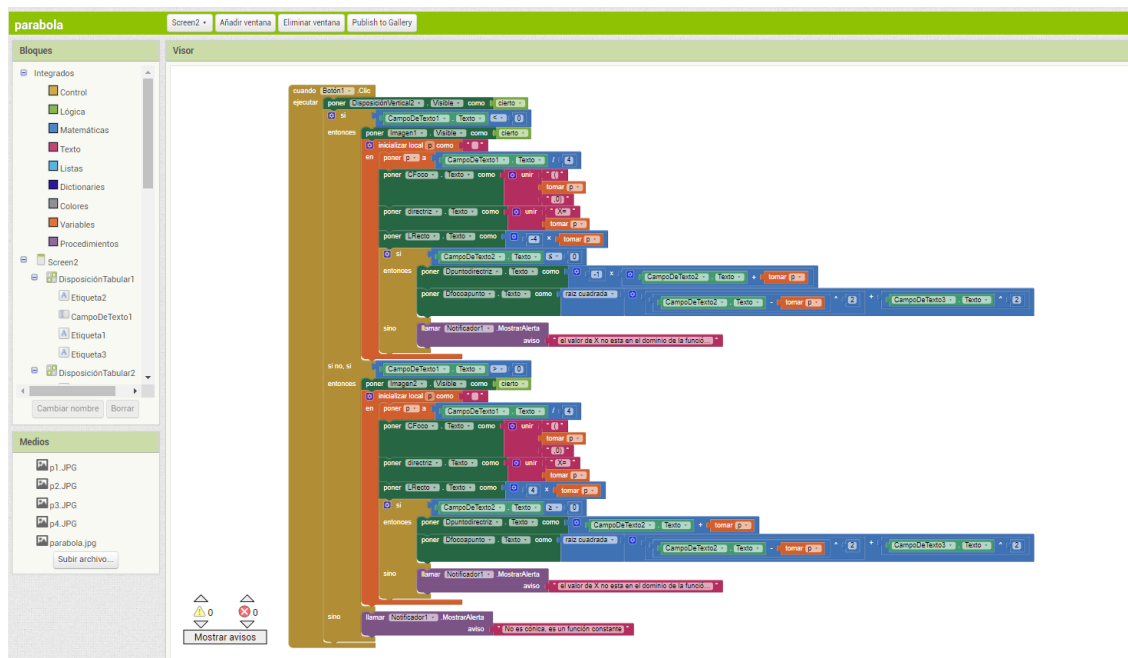 parabola
Screen2 Añadir ventana Eliminar ventana Publish to Gallery
Bloques
Integrados
Control
Lógica
Matemáticas
Texto
Listas
Dictionaries
Colores
Variables
Procedimientos
Screen2
DisposiciónTabular1
Etiqueta2
CampoDeTexto1
Etiqueta1
Etiqueta3
DisposiciónTabular2
Cambiar nombre Borrar
Medios
p1.JPG
p2.JPG
p3.JPG
p4.JPG
parabola.jpg
Subir archivo...
Visor
cuando Botón1 .Clic
ejecutar poner DisposiciónVertical2 . Visible como cierto
si CampoDeTexto1 . Texto < 0
entonces poner Imagen1 . Visible como cierto
inicializar local p como " "
en poner p a CampoDeTexto1 . Texto / 4
poner CFoco . Texto como unir " ( "
tomar p
" ,0) "
poner directriz . Texto como unir " X= "
tomar p
poner LRecto . Texto como -4 × tomar p
si CampoDeTexto2 . Texto ≤ 0
entonces poner Dpuntodirectriz . Texto como -1 × CampoDeTexto2 . Texto + tomar p
poner Dfocoapunto . Texto como raíz cuadrada CampoDeTexto2 . Texto - tomar p ^ 2 + CampoDeTexto3 . Texto ^ 2
sino llamar Notificador1 .MostrarAlerta
aviso " el valor de X no esta en el dominio de la funció... "
si no, si CampoDeTexto1 . Texto > 0
entonces poner Imagen2 . Visible como cierto
inicializar local p como " "
en poner p a CampoDeTexto1 . Texto / 4
poner CFoco . Texto como unir " ( "
tomar p
" ,0) "
poner directriz . Texto como unir " X= "
tomar p
poner LRecto . Texto como 4 × tomar p
si CampoDeTexto2 . Texto ≥ 0
entonces poner Dpuntodirectriz . Texto como CampoDeTexto2 . Texto + tomar p
poner Dfocoapunto . Texto como raíz cuadrada CampoDeTexto2 . Texto - tomar p ^ 2 + CampoDeTexto3 . Texto ^ 2
sino llamar Notificador1 .MostrarAlerta
aviso " el valor de X no esta en el dominio de la funció... "
sino llamar Notificador1 .MostrarAlerta
aviso " No es cónica, es un función constante "
0 0
Mostrar avisos